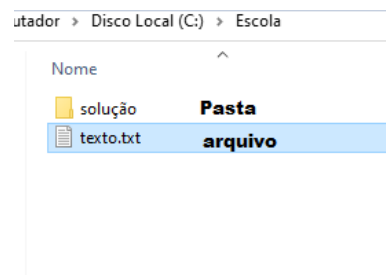 utador > Disco Local (C:) > Escola
Nome
solução Pasta
texto.txt arquivo